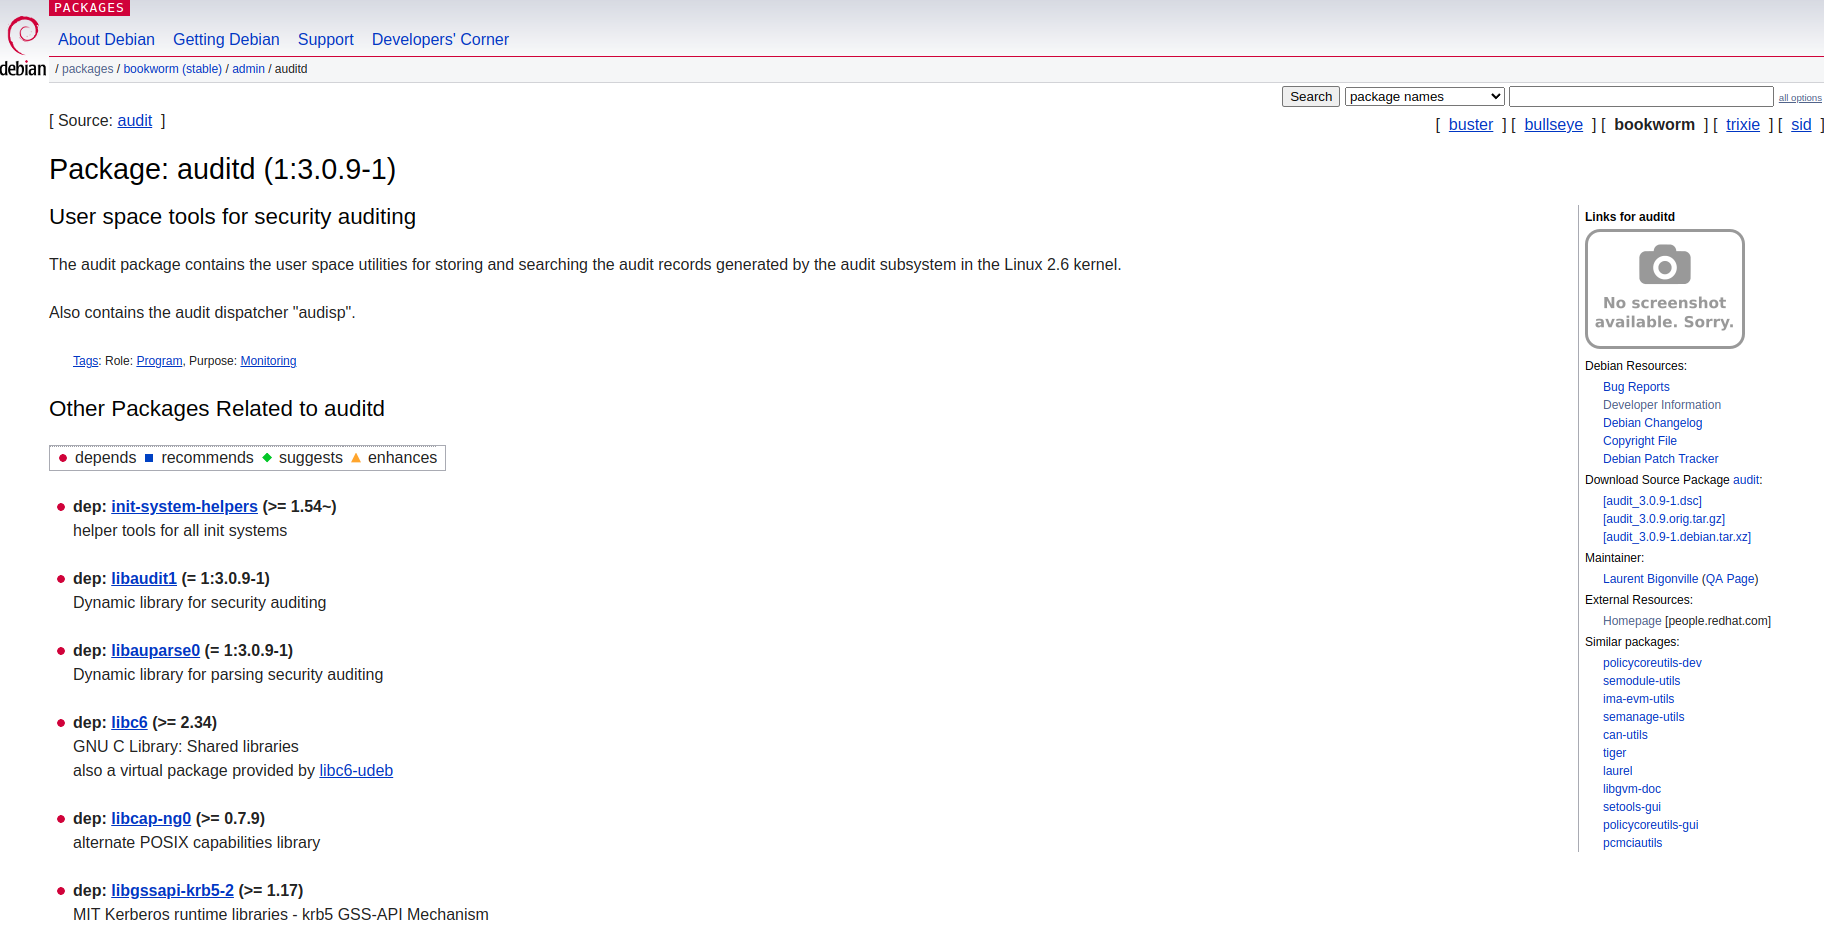 PACKAGES
About Debian Getting Debian Support Developers' Corner
debian
/ packages / bookworm (stable) / admin / auditd
Search package names all options
[ Source: audit ]
[ buster ] [ bullseye ] [ bookworm ] [ trixie ] [ sid ]
Package: auditd (1:3.0.9-1)
User space tools for security auditing
The audit package contains the user space utilities for storing and searching the audit records generated by the audit subsystem in the Linux 2.6 kernel.
Also contains the audit dispatcher "audisp".
Tags: Role: Program, Purpose: Monitoring
Other Packages Related to auditd
depends recommends suggests enhances
dep: init-system-helpers (>= 1.54~)
helper tools for all init systems
dep: libaudit1 (= 1:3.0.9-1)
Dynamic library for security auditing
dep: libauparse0 (= 1:3.0.9-1)
Dynamic library for parsing security auditing
dep: libc6 (>= 2.34)
GNU C Library: Shared libraries
also a virtual package provided by libc6-udeb
dep: libcap-ng0 (>= 0.7.9)
alternate POSIX capabilities library
dep: libgssapi-krb5-2 (>= 1.17)
MIT Kerberos runtime libraries - krb5 GSS-API Mechanism
Links for auditd
No screenshot
available. Sorry.
Debian Resources:
Bug Reports
Developer Information
Debian Changelog
Copyright File
Debian Patch Tracker
Download Source Package audit:
[audit_3.0.9-1.dsc]
[audit_3.0.9.orig.tar.gz]
[audit_3.0.9-1.debian.tar.xz]
Maintainer:
Laurent Bigonville (QA Page)
External Resources:
Homepage [people.redhat.com]
Similar packages:
policycoreutils-dev
semodule-utils
ima-evm-utils
semanage-utils
can-utils
tiger
laurel
libgvm-doc
setools-gui
policycoreutils-gui
pcmciautils